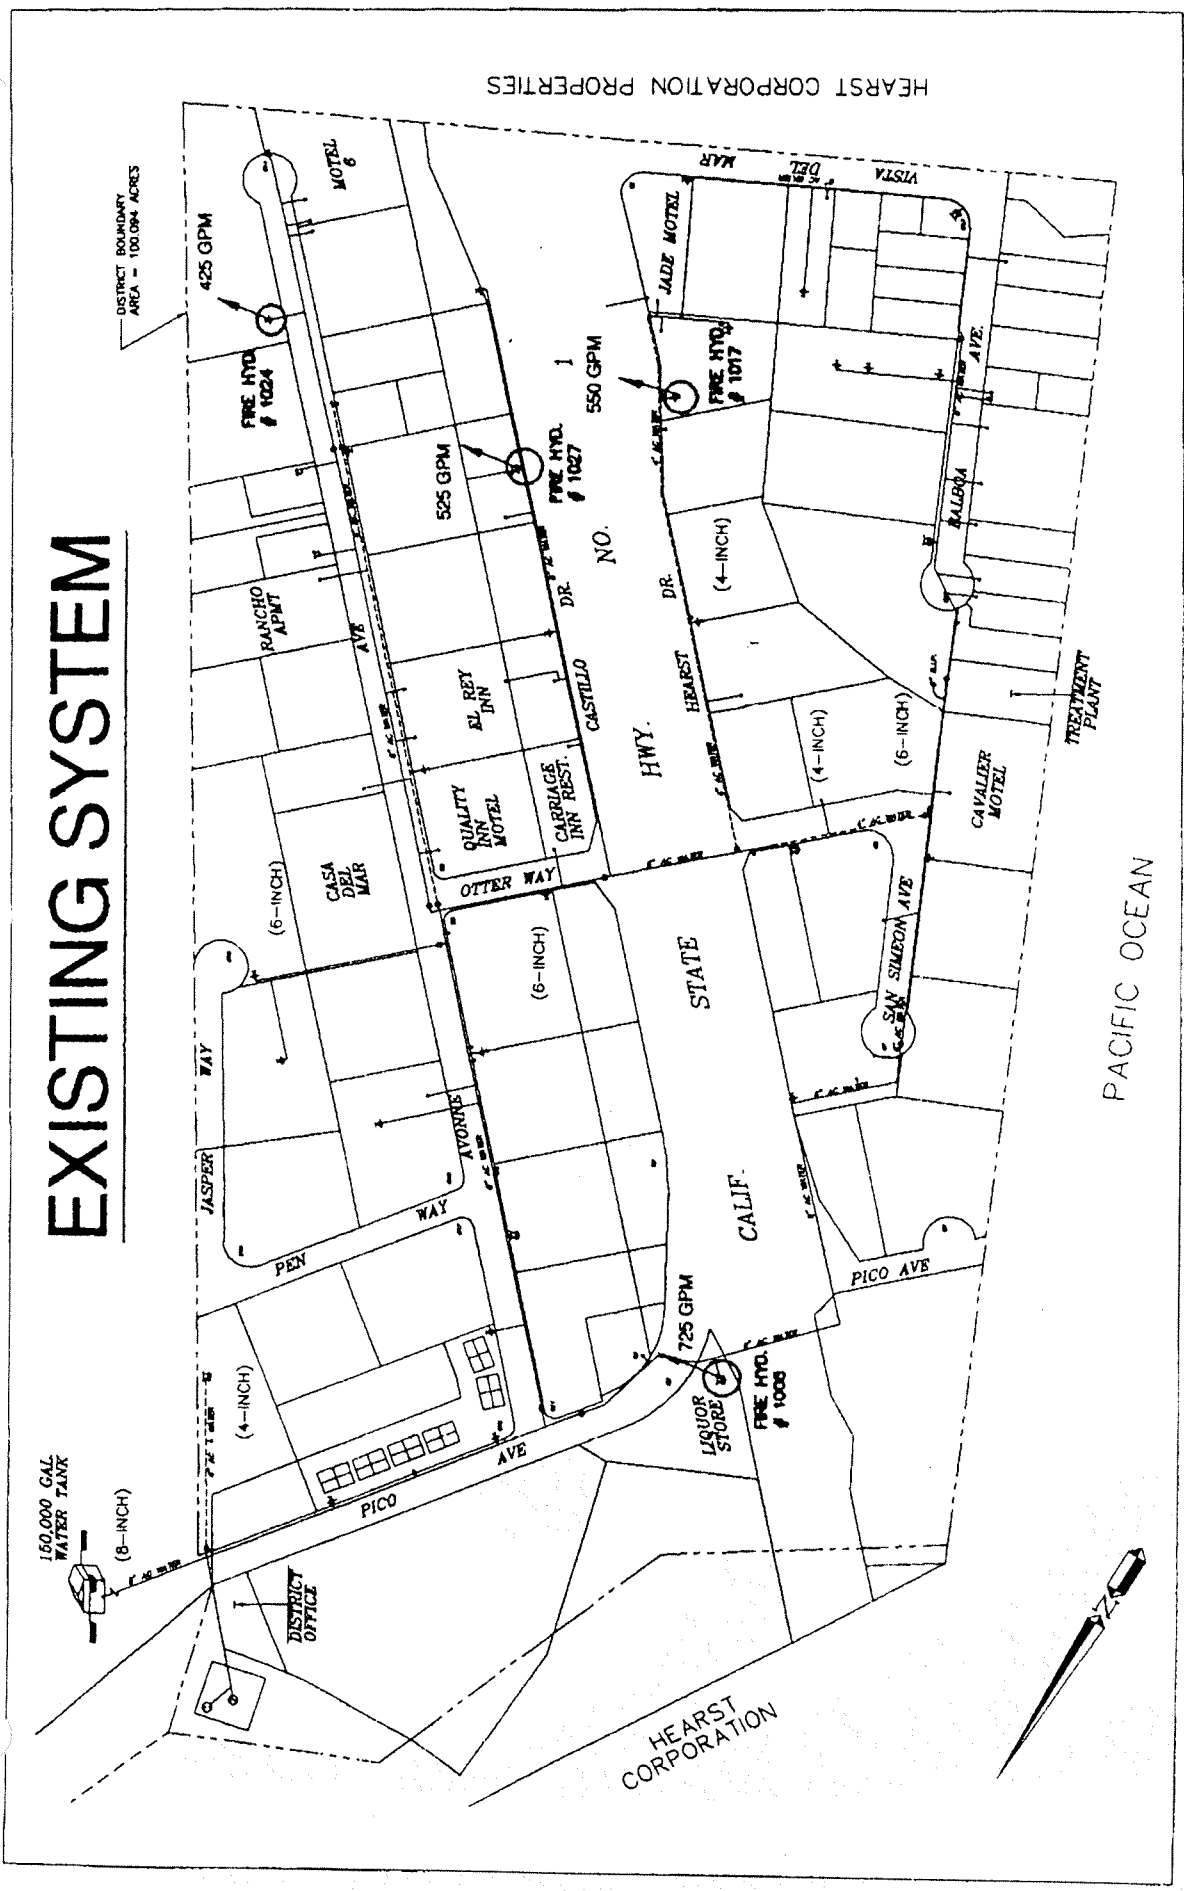 EXISTING SYSTEM
150,000 GAL
WATER TANK
(8-INCH)
DISTRICT
OFFICE
HEARST
CORPORATION
PICO
AVE
(4-INCH)
PEN
WAY
JASPER
WAY
AVONNE
AVE
(6-INCH)
CASA
DEL
MAR
RANCHO
APMT
FIRE HYD.
# 1024
425 GPM
DISTRICT BOUNDARY
AREA = 100.094 ACRES
MOTEL
6
HEARST CORPORATION PROPERTIES
OTTER WAY
(6-INCH)
QUALITY
INN
MOTEL
CARRIAGE
INN REST.
EL REY
INN
CASTILLO
DR.
525 GPM
FIRE HYD.
# 1027
CALIF.
STATE
HWY.
NO.
1
725 GPM
LIQUOR
STORE
FIRE HYD.
550 GPM
FIRE HYD.
# 1017
HEARST
DR.
JADE MOTEL
VISTA
DEL
MAR
(4-INCH)
(4-INCH)
(6-INCH)
PICO AVE
SAN SIMEON
AVE
CAVALIER
MOTEL
TREATMENT
PLANT
BALBOA
AVE.
PACIFIC OCEAN
N